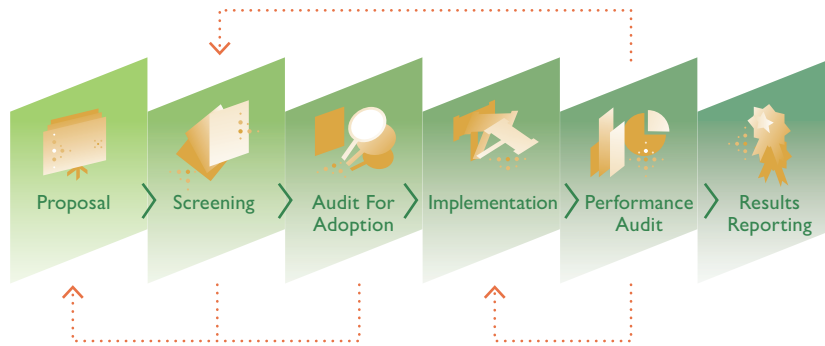 Proposal
Screening
Audit For
Adoption
Implementation
Performance
Audit
Results
Reporting